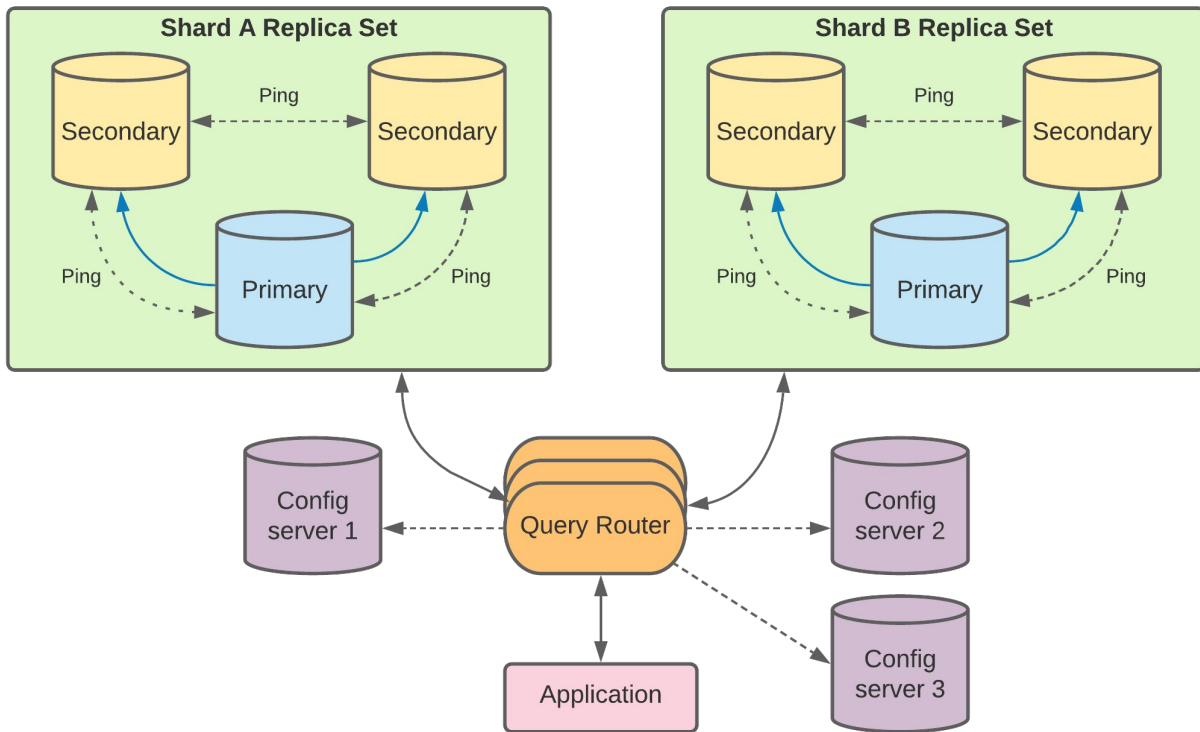 Shard A Replica Set
Ping
Secondary
Secondary
Ping
Ping
Primary
Shard B Replica Set
Ping
Secondary
Secondary
Ping
Ping
Primary
Config
server 1
Query Router
Config
server 2
Config
server 3
Application